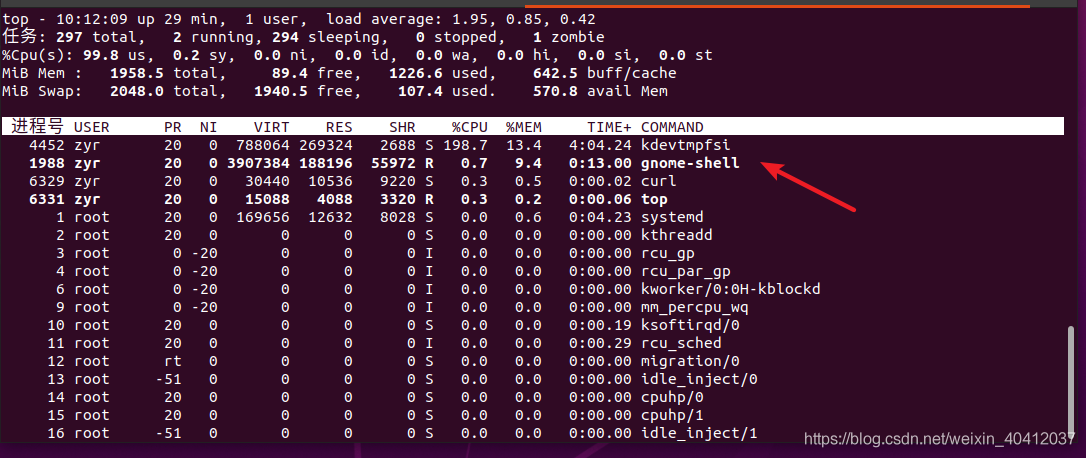 top - 10:12:09 up 29 min,  1 user,  load average: 1.95, 0.85, 0.42
任务: 297 total,   2 running, 294 sleeping,   0 stopped,   1 zombie
%Cpu(s): 99.8 us,  0.2 sy,  0.0 ni,  0.0 id,  0.0 wa,  0.0 hi,  0.0 si,  0.0 st
MiB Mem :   1958.5 total,     89.4 free,   1226.6 used,    642.5 buff/cache
MiB Swap:   2048.0 total,   1940.5 free,    107.4 used.    570.8 avail Mem
进程号 USER      PR  NI    VIRT    RES    SHR    %CPU  %MEM     TIME+ COMMAND
4452 zyr       20   0  788064 269324   2688 S 198.7  13.4   4:04.24 kdevtmpfsi
1988 zyr       20   0 3907384 188196  55972 R   0.7   9.4   0:13.00 gnome-shell
6329 zyr       20   0   30440  10536   9220 S   0.3   0.5   0:00.02 curl
6331 zyr       20   0   15088   4088   3320 R   0.3   0.2   0:00.06 top
1 root      20   0  169656  12632   8028 S   0.0   0.6   0:04.23 systemd
2 root      20   0       0      0      0 S   0.0   0.0   0:00.00 kthreadd
3 root       0 -20       0      0      0 I   0.0   0.0   0:00.00 rcu_gp
4 root       0 -20       0      0      0 I   0.0   0.0   0:00.00 rcu_par_gp
6 root       0 -20       0      0      0 I   0.0   0.0   0:00.00 kworker/0:0H-kblockd
9 root       0 -20       0      0      0 I   0.0   0.0   0:00.00 mm_percpu_wq
10 root      20   0       0      0      0 S   0.0   0.0   0:00.19 ksoftirqd/0
11 root      20   0       0      0      0 I   0.0   0.0   0:00.29 rcu_sched
12 root      rt   0       0      0      0 S   0.0   0.0   0:00.00 migration/0
13 root     -51   0       0      0      0 S   0.0   0.0   0:00.00 idle_inject/0
14 root      20   0       0      0      0 S   0.0   0.0   0:00.00 cpuhp/0
15 root      20   0       0      0      0 S   0.0   0.0   0:00.00 cpuhp/1
16 root     -51   0       0      0      0 S   0.0   0.0   0:00.00 idle_inject/1
https://blog.csdn.net/weixin_40412037